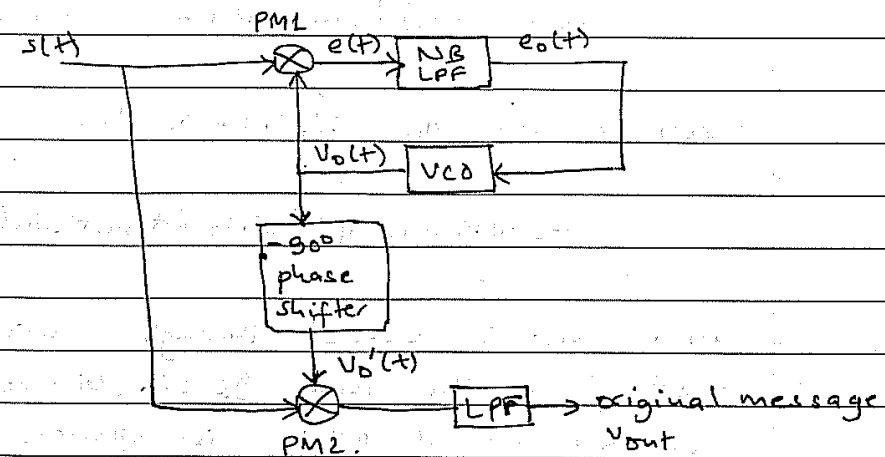 PM1
s(t)
e(t)
NB
LPF
e₀(t)
V₀(t)
VCO
-90°
phase
shifter
V₀'(t)
LPF
original message
Vout
PM2.